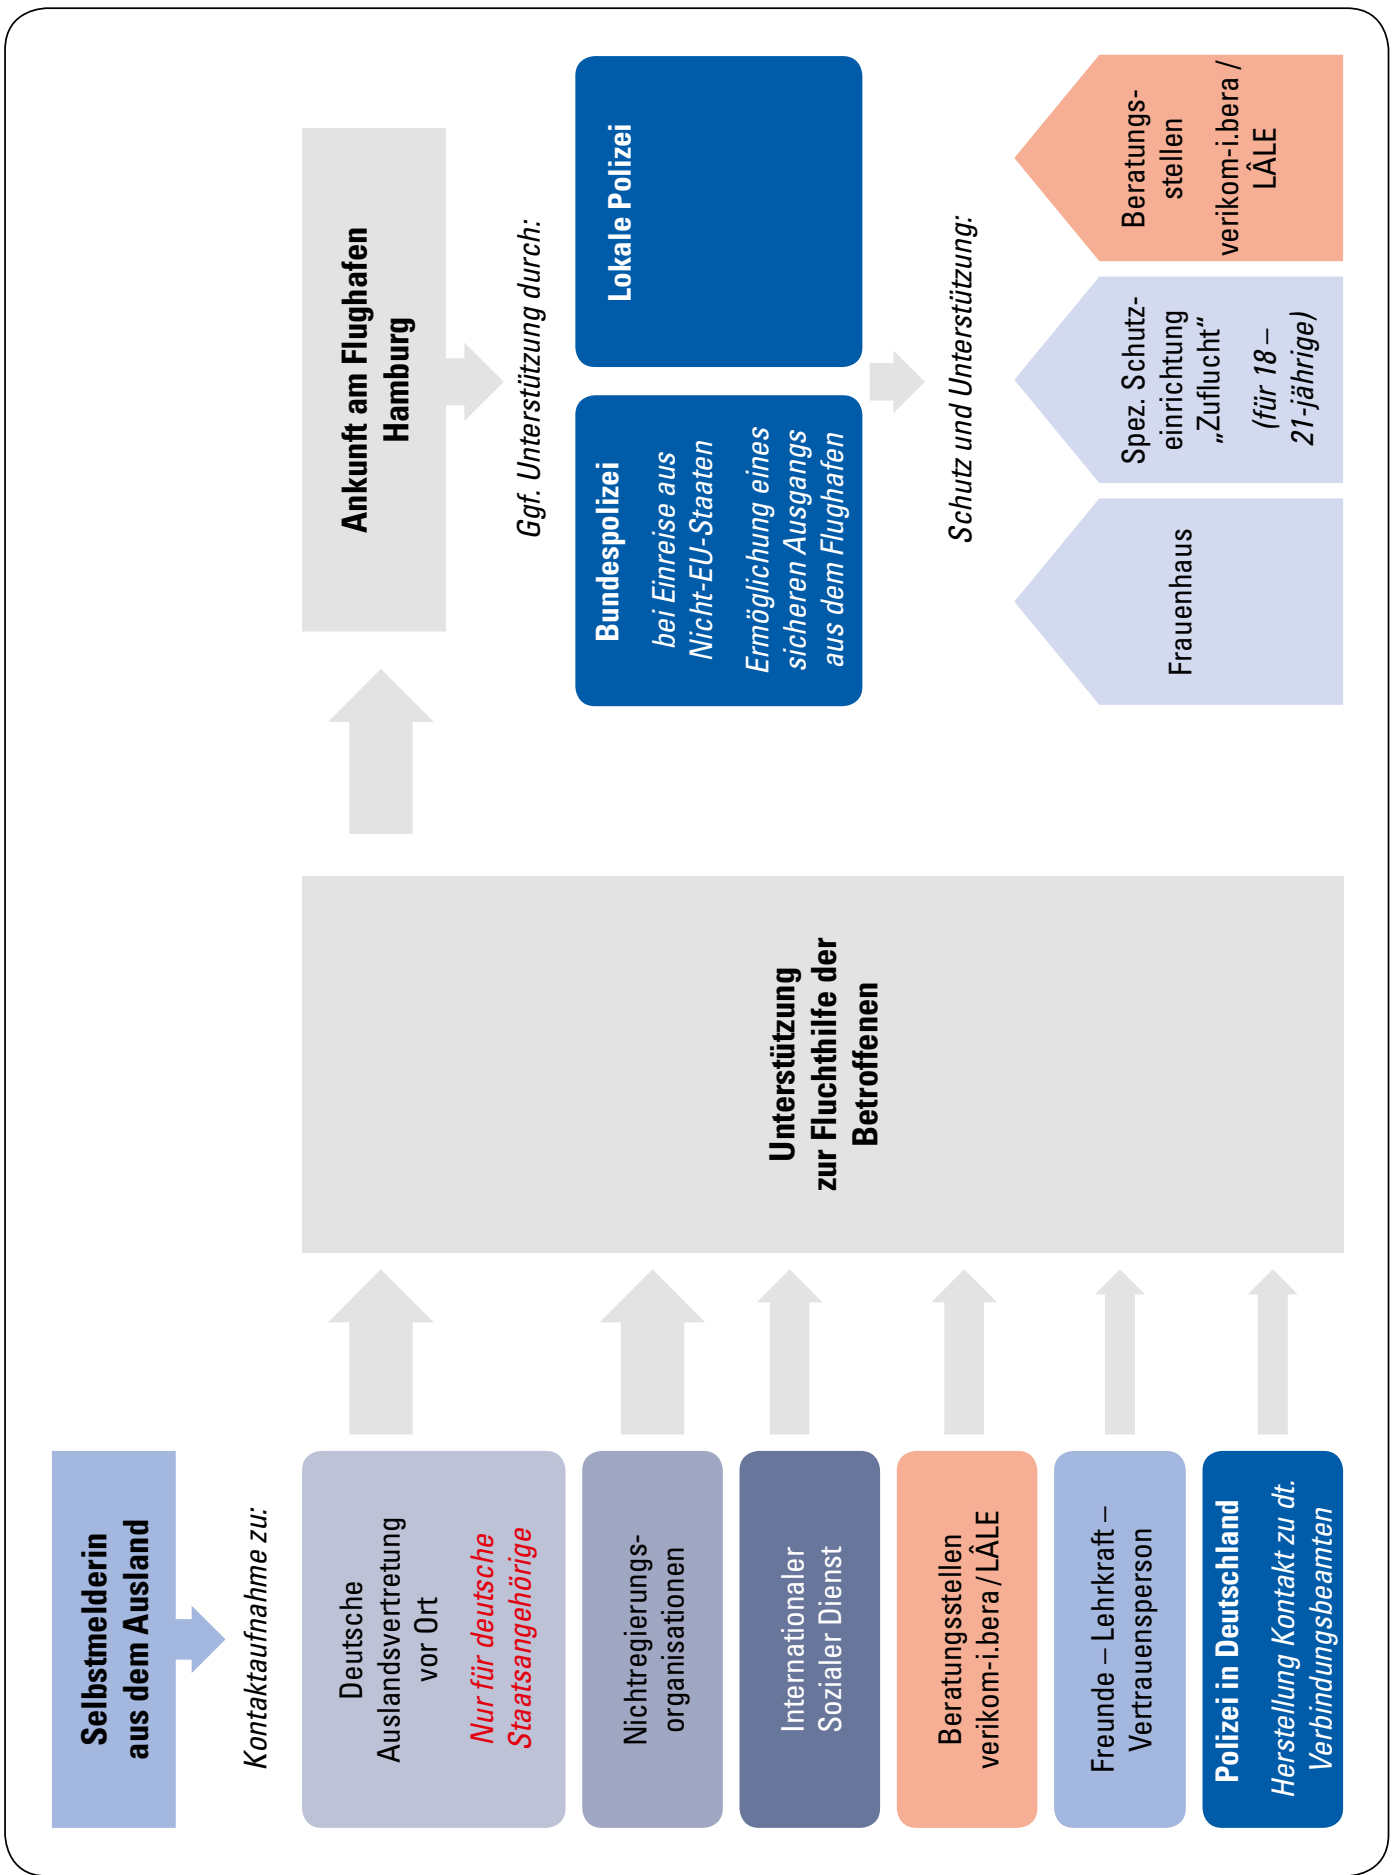 Selbstmelderin
aus dem Ausland
Kontaktaufnahme zu:
Deutsche
Auslandsvertretung
vor Ort
Nur für deutsche
Staatsangehörige
Nichtregierungs-
organisationen
Internationaler
Sozialer Dienst
Beratungsstellen
verikom-i.bera / LÂLE
Freunde – Lehrkraft –
Vertrauensperson
Polizei in Deutschland
Herstellung Kontakt zu dt.
Verbindungsbeamten
Unterstützung
zur Fluchthilfe der
Betroffenen
Ankunft am Flughafen
Hamburg
Ggf. Unterstützung durch:
Bundespolizei
bei Einreise aus
Nicht-EU-Staaten
Ermöglichung eines
sicheren Ausgangs
aus dem Flughafen
Lokale Polizei
Schutz und Unterstützung:
Frauenhaus
Spez. Schutz-
einrichtung
„Zuflucht“
(für 18 –
21-jährige)
Beratungs-
stellen
verikom-i.bera /
LÂLE